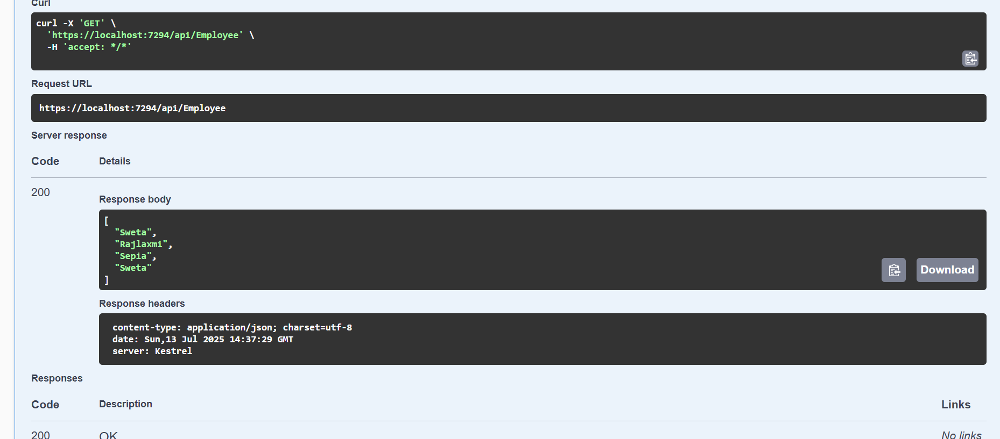 Curl
curl -X 'GET' \
'https://localhost:7294/api/Employee' \
-H 'accept: */*'
Request URL
https://localhost:7294/api/Employee
Server response
Code Details
200
Response body
[
"Sweta",
"Rajlaxmi",
"Sepia",
"Sweta"
]
Download
Response headers
content-type: application/json; charset=utf-8
date: Sun,13 Jul 2025 14:37:29 GMT
server: Kestrel
Responses
Code Description Links
200 OK No links